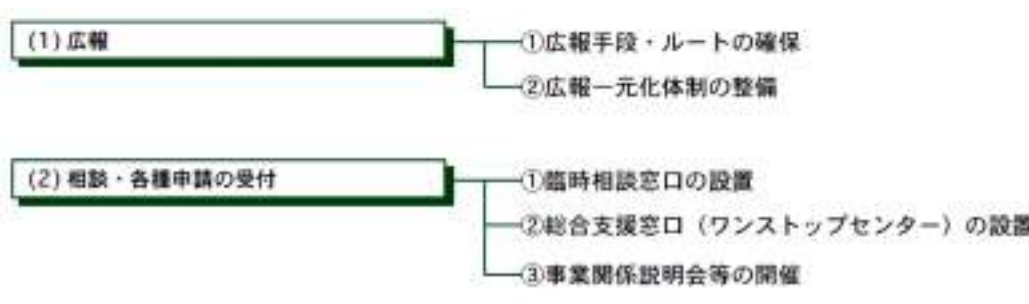 (1) 広報
①広報手段・ルートの確保
②広報一元化体制の整備
(2) 相談・各種申請の受付
①臨時相談窓口の設置
②総合支援窓口（ワンストップセンター）の設置
③事業関係説明会等の開催